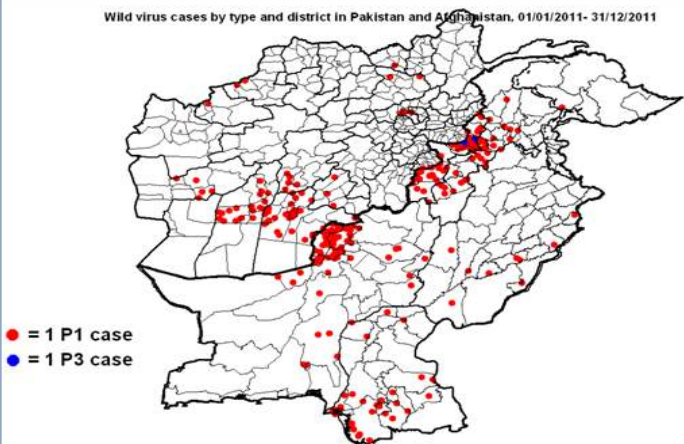 Wild virus cases by type and district in Pakistan and Afghanistan, 01/01/2011- 31/12/2011
= 1 P1 case
= 1 P3 case